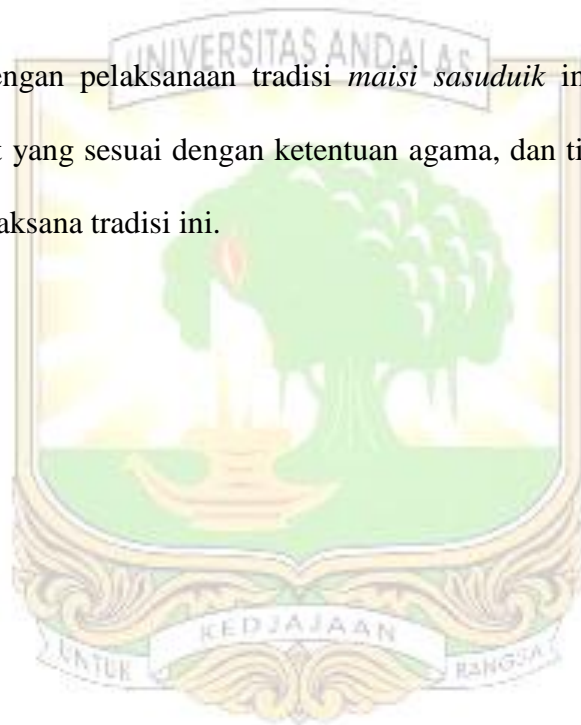 UNIVERSITAS ANDALAS
engan pelaksanaan tradisi maisi sasuduik in
yang sesuai dengan ketentuan agama, dan ti
aksana tradisi ini.
KEDJAJAAN
UNTUK BANGSA